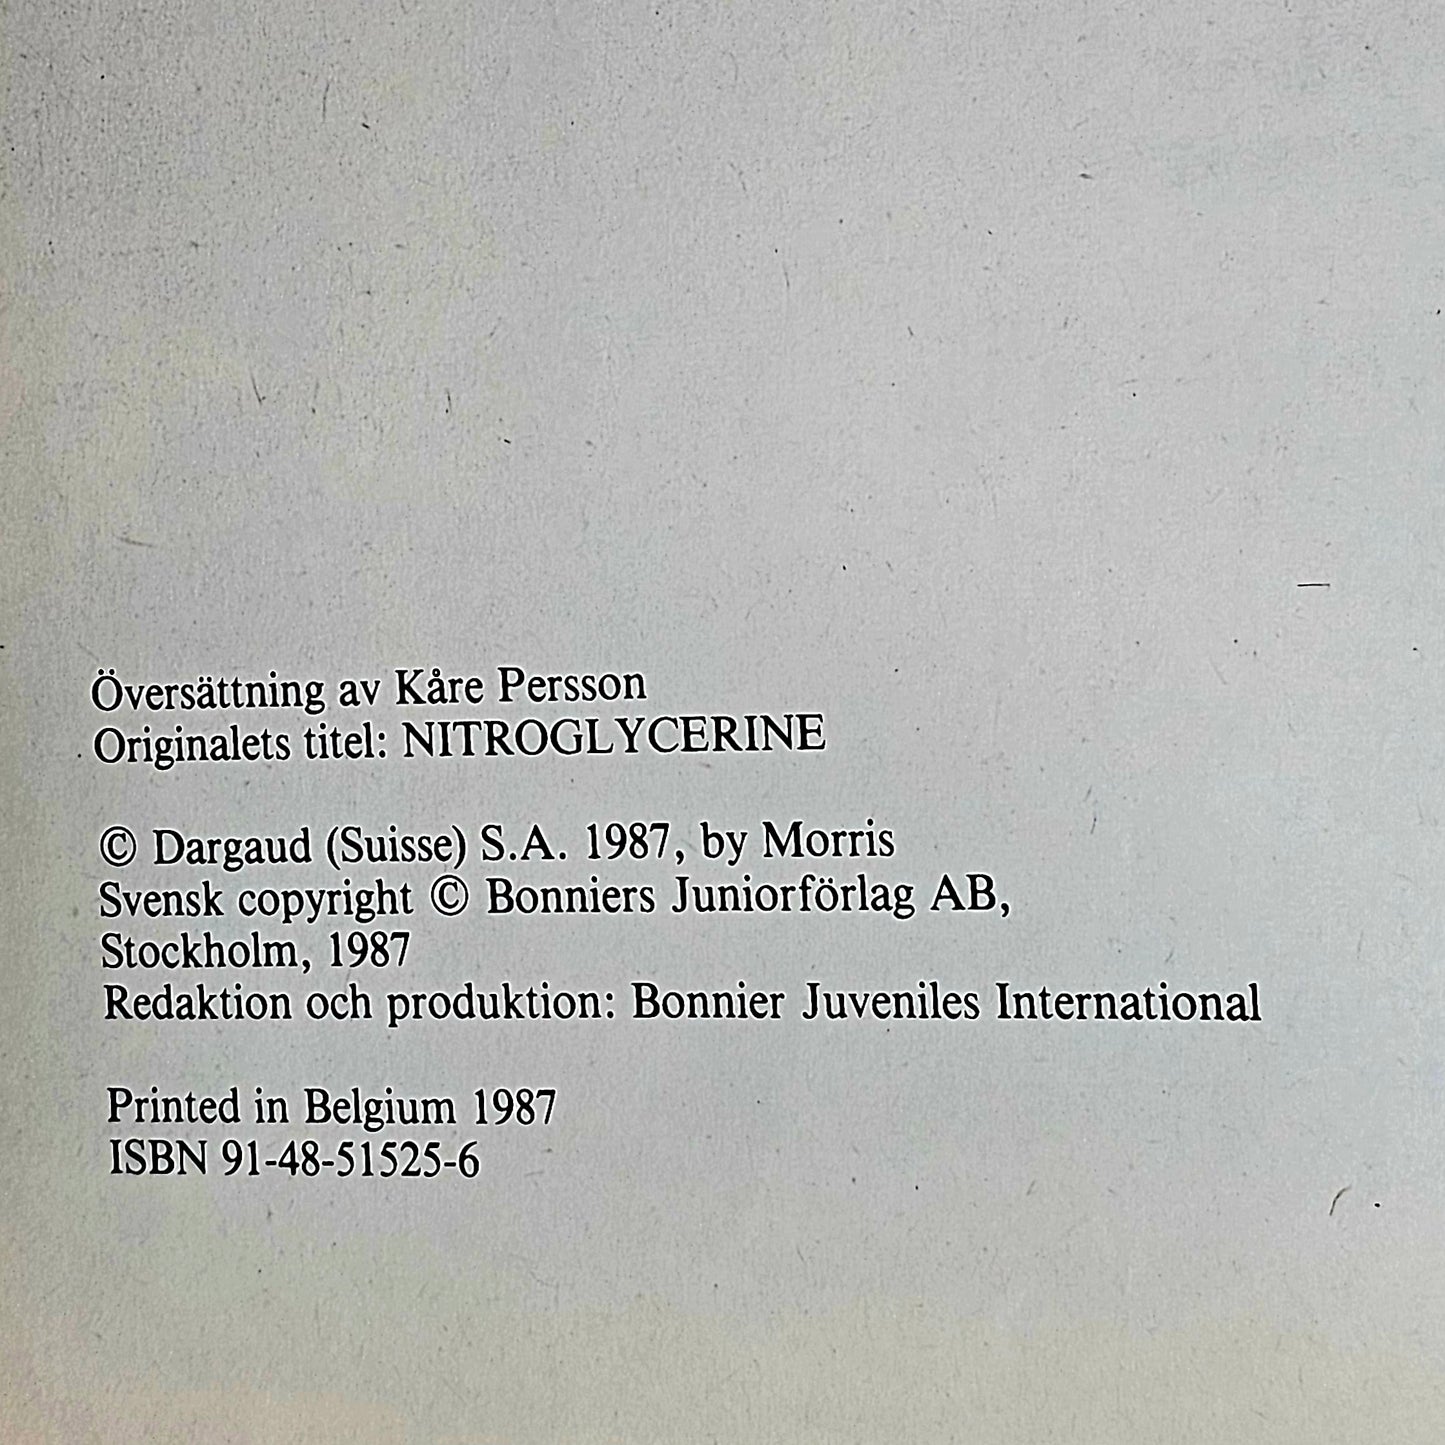 Översättning av Kåre Persson
Originalets titel: NITROGLYCERINE
© Dargaud (Suisse) S.A. 1987, by Morris
Svensk copyright © Bonniers Juniorförlag AB,
Stockholm, 1987
Redaktion och produktion: Bonnier Juveniles International
Printed in Belgium 1987
ISBN 91-48-51525-6